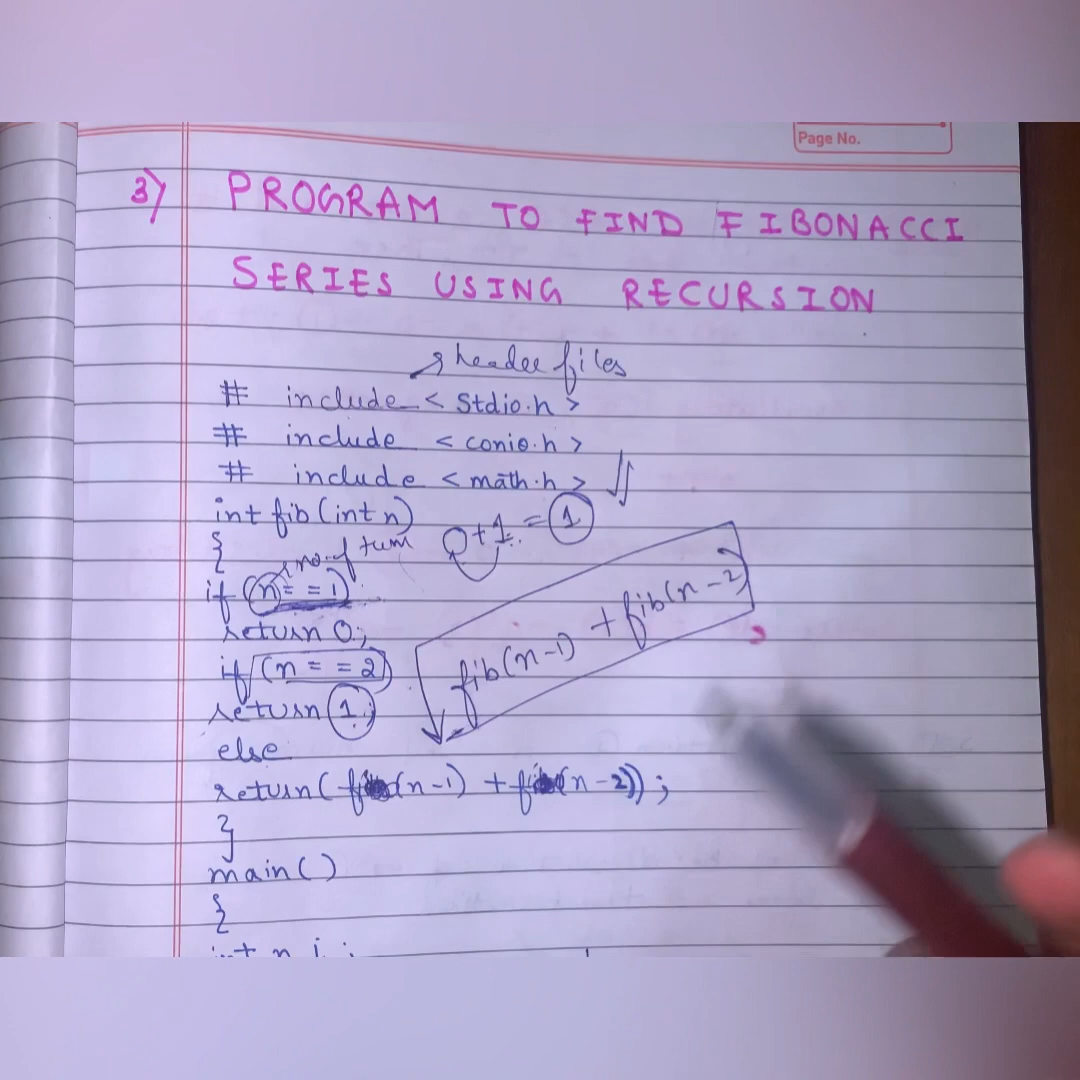 Page No.
3) PROGRAM TO FIND FIBONACCI
SERIES USING RECURSION
header files
# include < stdio.h >
# include < conio.h >
# include < math.h >
int fib(int n)
{
no. of tum
0+1 = 1
if (n = = 1)
return 0;
fib(n-1) + fib(n-2)
if (n = = 2)
return 1;
else
return( fib(n-1) + fib(n-2));
}
main()
{
int n, i;